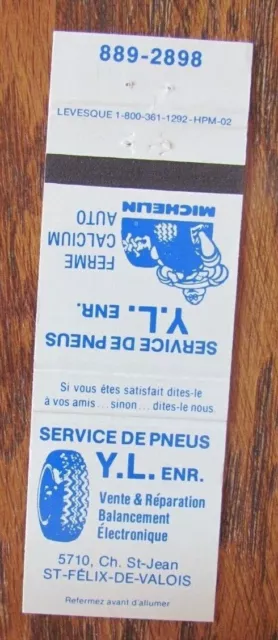 889-2898
LEVESQUE 1-800-361-1292-HPM-02
SERVICE DE PNEUS
Y.L. ENR.
FERME
CALCIUM
AUTO
MICHELIN
Si vous êtes satisfait dites-le
à vos amis ... sinon ... dites-le nous.
SERVICE DE PNEUS
Y.L. ENR.
Vente & Réparation
Balancement
Électronique
5710, Ch. St-Jean
ST-FÉLIX-DE-VALOIS
Refermez avant d'allumer